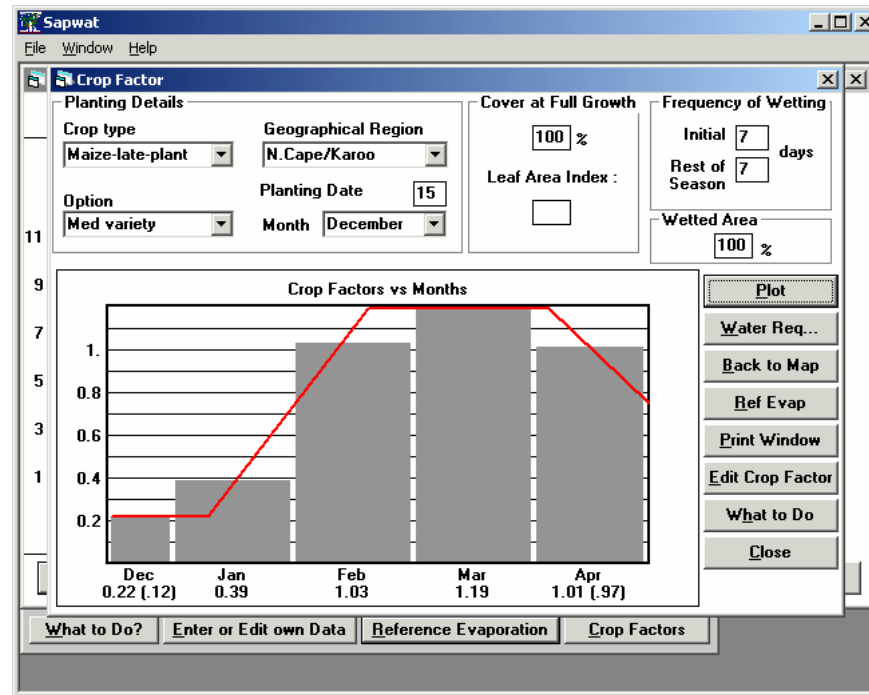 Sapwat
File Window Help
Crop Factor
Planting Details
Crop type
Maize-late-plant
Geographical Region
N.Cape/Karoo
Option
Med variety
Planting Date 15
Month December
Cover at Full Growth
100 %
Leaf Area Index :
Frequency of Wetting
Initial 7
days
Rest of Season 7
Wetted Area
100 %
11
9
7
5
3
1
Crop Factors vs Months
1.
0.8
0.6
0.4
0.2
Dec Jan Feb Mar Apr
0.22 (.12) 0.39 1.03 1.19 1.01 (.97)
Plot
Water Req...
Back to Map
Ref Evap
Print Window
Edit Crop Factor
What to Do
Close
What to Do? Enter or Edit own Data Reference Evaporation Crop Factors